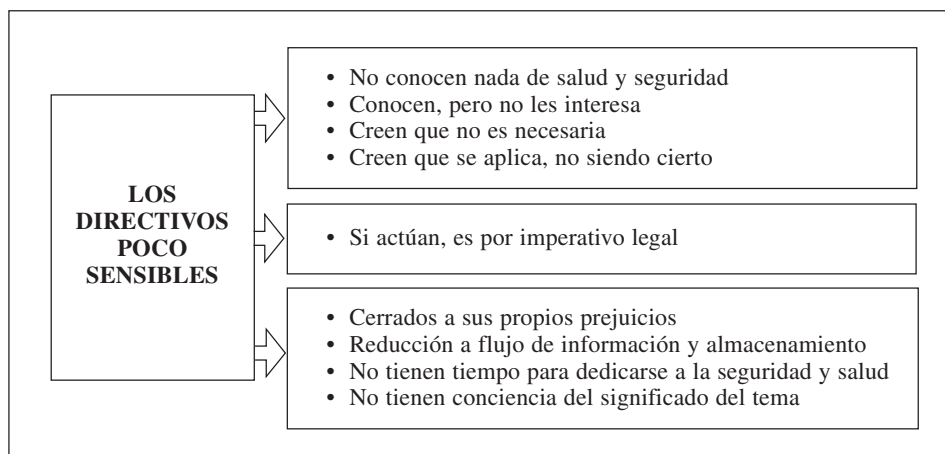 LOS
DIRECTIVOS
POCO
SENSIBLES
• No conocen nada de salud y seguridad
• Conocen, pero no les interesa
• Creen que no es necesaria
• Creen que se aplica, no siendo cierto
• Si actúan, es por imperativo legal
• Cerrados a sus propios prejuicios
• Reducción a flujo de información y almacenamiento
• No tienen tiempo para dedicarse a la seguridad y salud
• No tienen conciencia del significado del tema